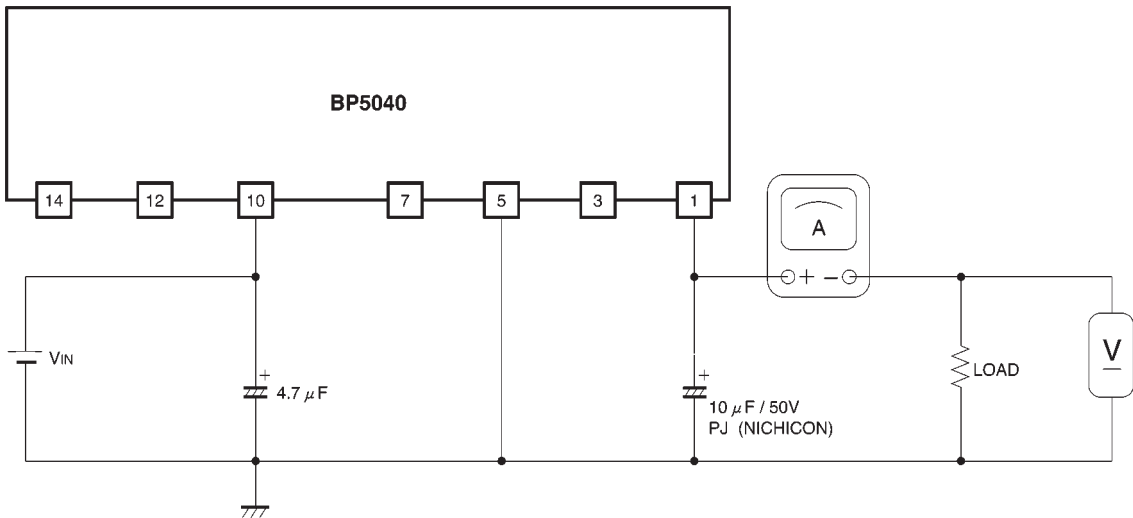 BP5040
14 12 10 7 5 3 1
A
+ −
VIN
+
4.7 μF
+
10 μF / 50V
PJ (NICHICON)
LOAD
V